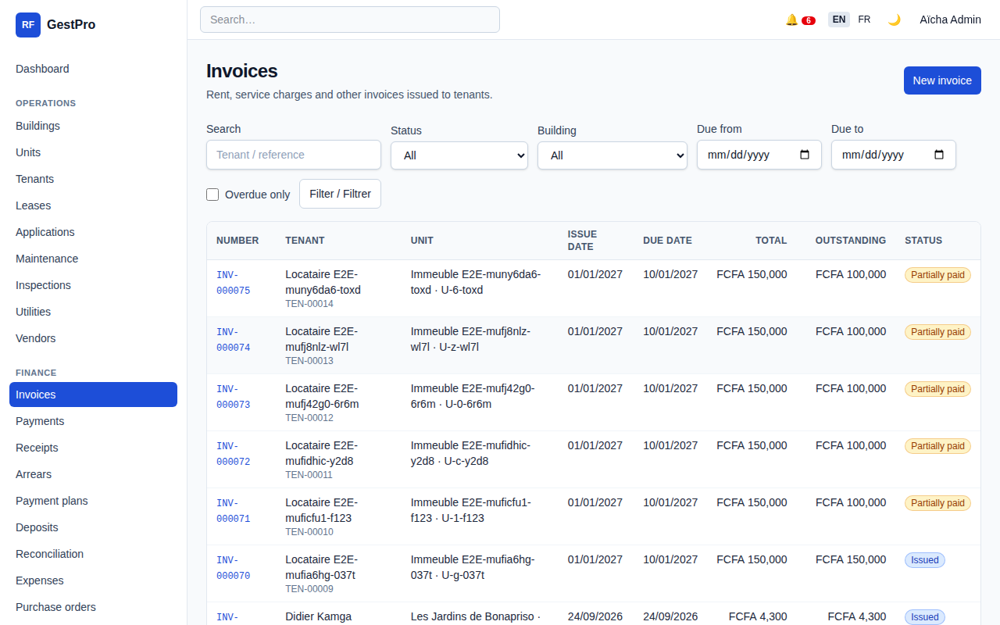 RF GestPro
Search…
🔔 6 EN FR 🌙 Aïcha Admin
Dashboard
OPERATIONS
Buildings
Units
Tenants
Leases
Applications
Maintenance
Inspections
Utilities
Vendors
FINANCE
Invoices
Payments
Receipts
Arrears
Payment plans
Deposits
Reconciliation
Expenses
Purchase orders
Invoices
Rent, service charges and other invoices issued to tenants.
New invoice
Search Status Building Due from Due to
Tenant / reference All All mm/dd/yyyy mm/dd/yyyy
Overdue only Filter / Filtrer
NUMBER TENANT UNIT ISSUE DATE DUE DATE TOTAL OUTSTANDING STATUS
INV- Locataire E2E- Immeuble E2E-muny6da6- 01/01/2027 10/01/2027 FCFA 150,000 FCFA 100,000 Partially paid
000075 muny6da6-toxd toxd · U-6-toxd
TEN-00014
INV- Locataire E2E- Immeuble E2E-mufj8nlz- 01/01/2027 10/01/2027 FCFA 150,000 FCFA 100,000 Partially paid
000074 mufj8nlz-wl7l wl7l · U-z-wl7l
TEN-00013
INV- Locataire E2E- Immeuble E2E-mufj42g0- 01/01/2027 10/01/2027 FCFA 150,000 FCFA 100,000 Partially paid
000073 mufj42g0-6r6m 6r6m · U-0-6r6m
TEN-00012
INV- Locataire E2E- Immeuble E2E-mufidhic- 01/01/2027 10/01/2027 FCFA 150,000 FCFA 100,000 Partially paid
000072 mufidhic-y2d8 y2d8 · U-c-y2d8
TEN-00011
INV- Locataire E2E- Immeuble E2E-muficfu1- 01/01/2027 10/01/2027 FCFA 150,000 FCFA 100,000 Partially paid
000071 muficfu1-f123 f123 · U-1-f123
TEN-00010
INV- Locataire E2E- Immeuble E2E-mufia6hg- 01/01/2027 10/01/2027 FCFA 150,000 FCFA 150,000 Issued
000070 mufia6hg-037t 037t · U-g-037t
TEN-00009
INV- Didier Kamga Les Jardins de Bonapriso · 24/09/2026 24/09/2026 FCFA 4,300 FCFA 4,300 Issued